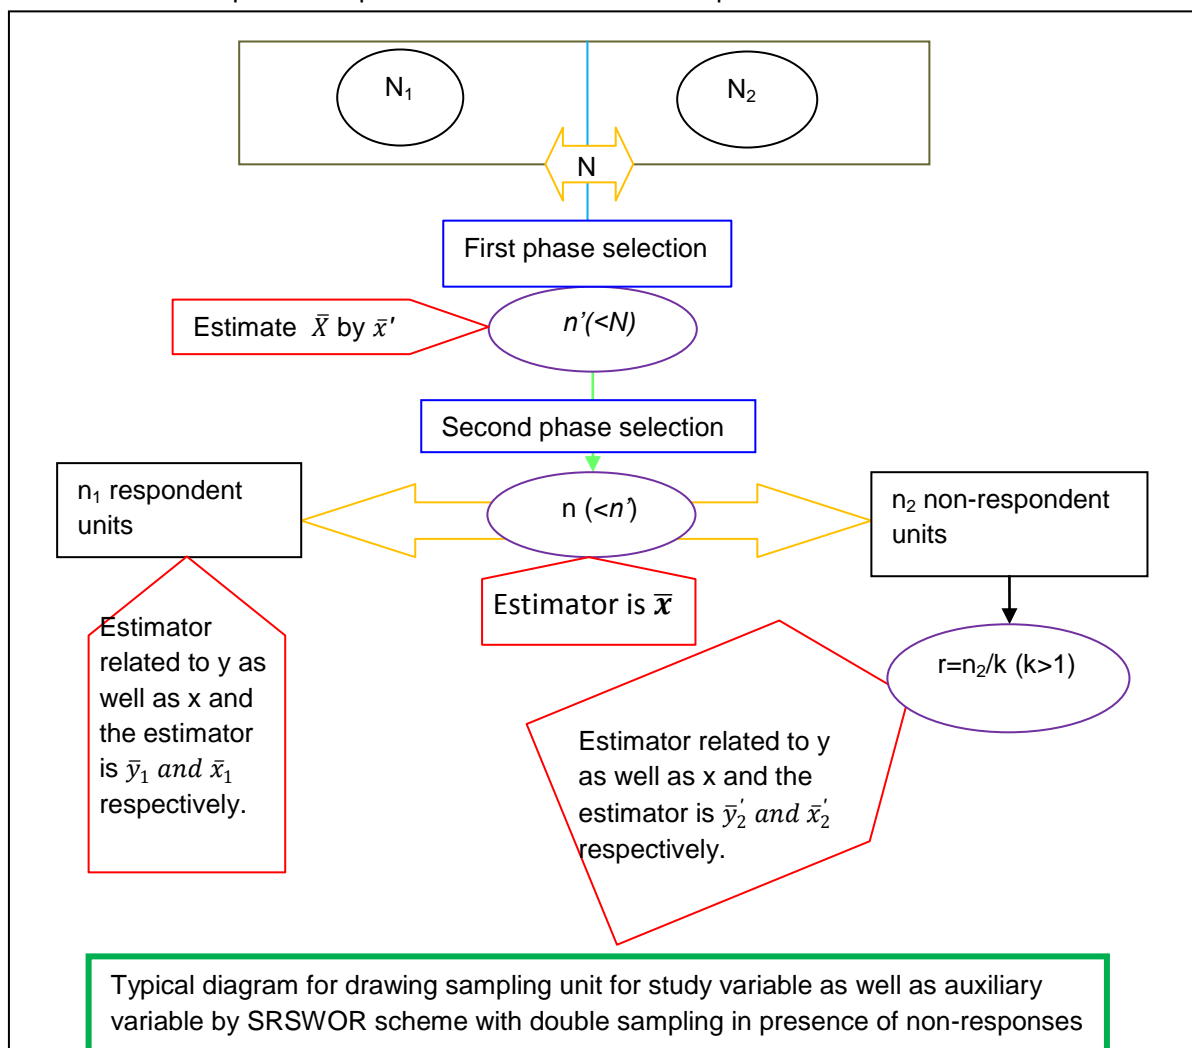 N₁
N₂
N
First phase selection
n’(<N)
Estimate X̄ by x̄′
Second phase selection
n₁ respondent
units
n (<n’)
n₂ non-respondent
units
Estimator is x̄
Estimator
related to y as
well as x and
the estimator
is ȳ₁ and x̄₁
respectively.
r=n₂/k (k>1)
Estimator related to y
as well as x and the
estimator is ȳ₂′ and x̄₂′
respectively.
Typical diagram for drawing sampling unit for study variable as well as auxiliary
variable by SRSWOR scheme with double sampling in presence of non-responses